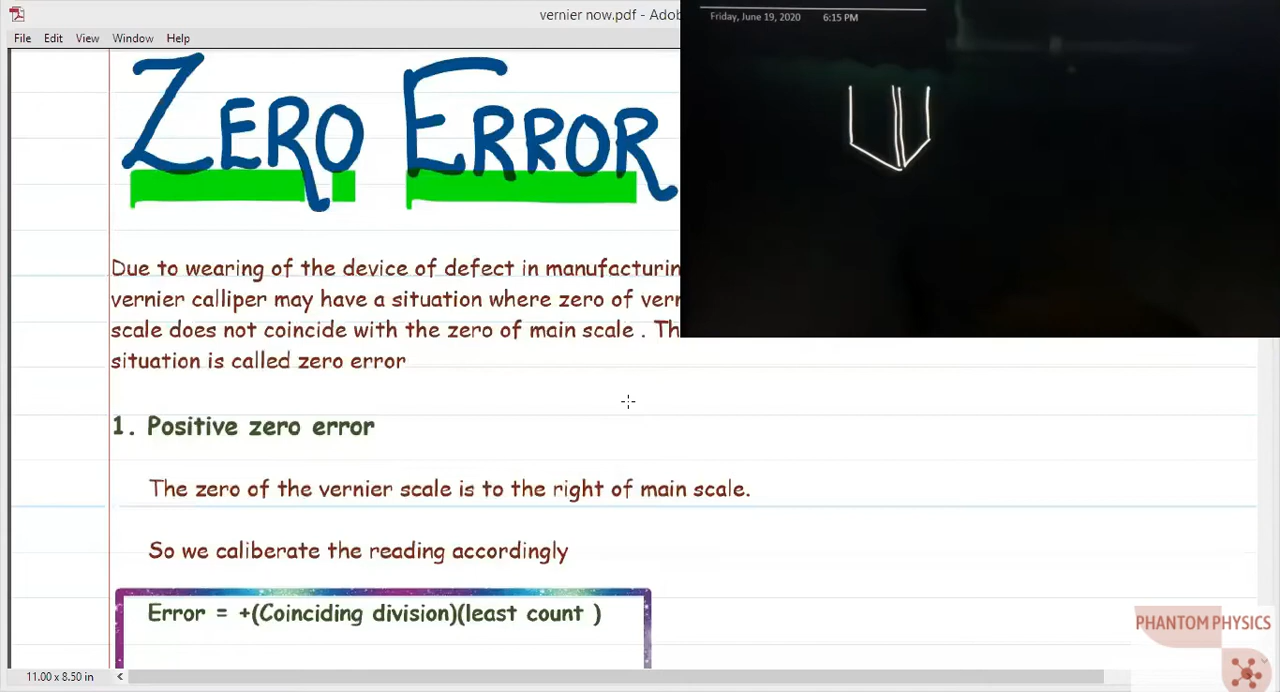 vernier now.pdf - Adob
File Edit View Window Help
Friday, June 19, 2020 6:15 PM
ZERO ERROR
Due to wearing of the device of defect in manufacturin
vernier calliper may have a situation where zero of vern
scale does not coincide with the zero of main scale . Th
situation is called zero error
1. Positive zero error
The zero of the vernier scale is to the right of main scale.
So we caliberate the reading accordingly
Error = +(Coinciding division)(least count )
PHANTOM PHYSICS
11.00 x 8.50 in